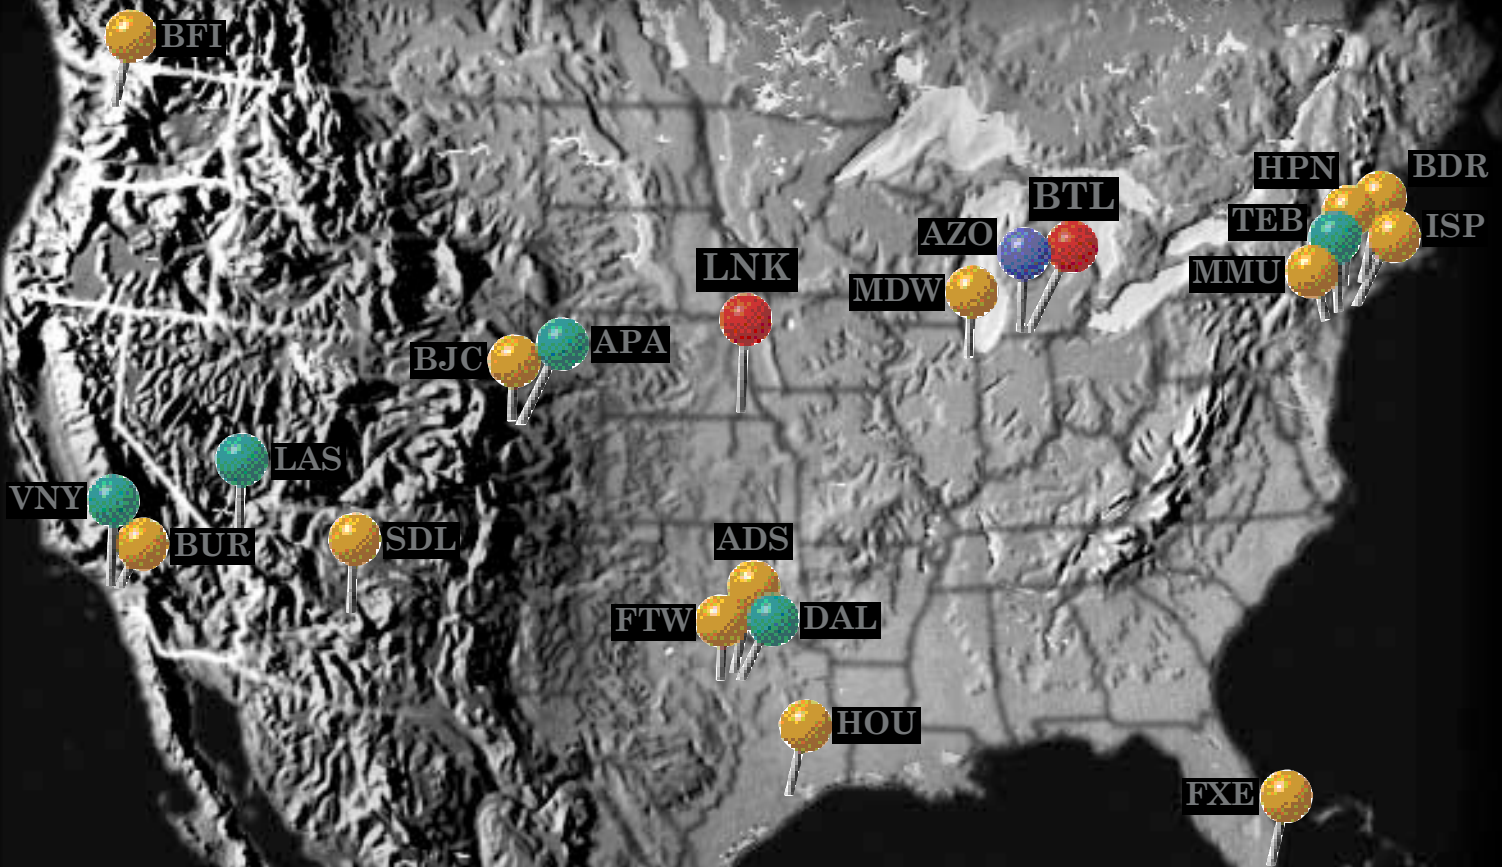 BFI
HPN
BDR
BTL
TEB
ISP
AZO
LNK
MMU
MDW
BJC
APA
LAS
VNY
BUR
SDL
ADS
FTW
DAL
HOU
FXE